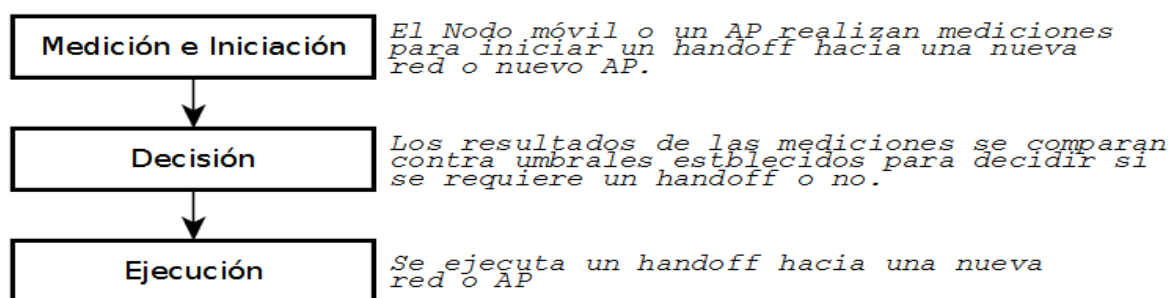 Medición e Iniciación
El Nodo móvil o un AP realizan mediciones
para iniciar un handoff hacia una nueva
red o nuevo AP.
Decisión
Los resultados de las mediciones se comparan
contra umbrales estblecidos para decidir si
se requiere un handoff o no.
Ejecución
Se ejecuta un handoff hacia una nueva
red o AP